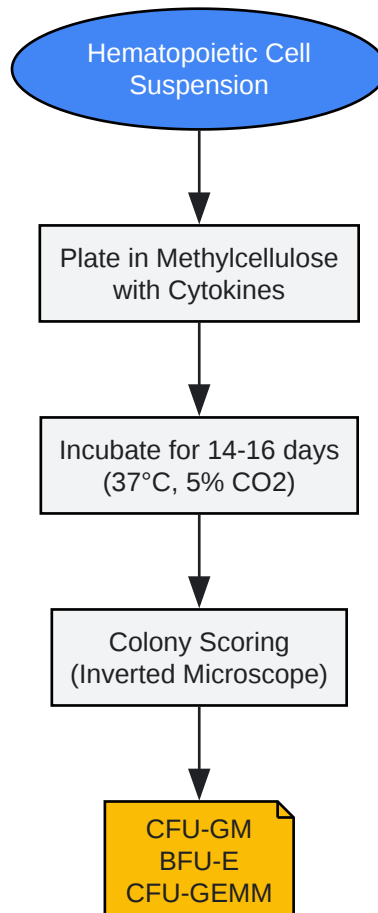 Hematopoietic Cell
Suspension
Plate in Methylcellulose
with Cytokines
Incubate for 14-16 days
(37°C, 5% CO2)
Colony Scoring
(Inverted Microscope)
CFU-GM
BFU-E
CFU-GEMM